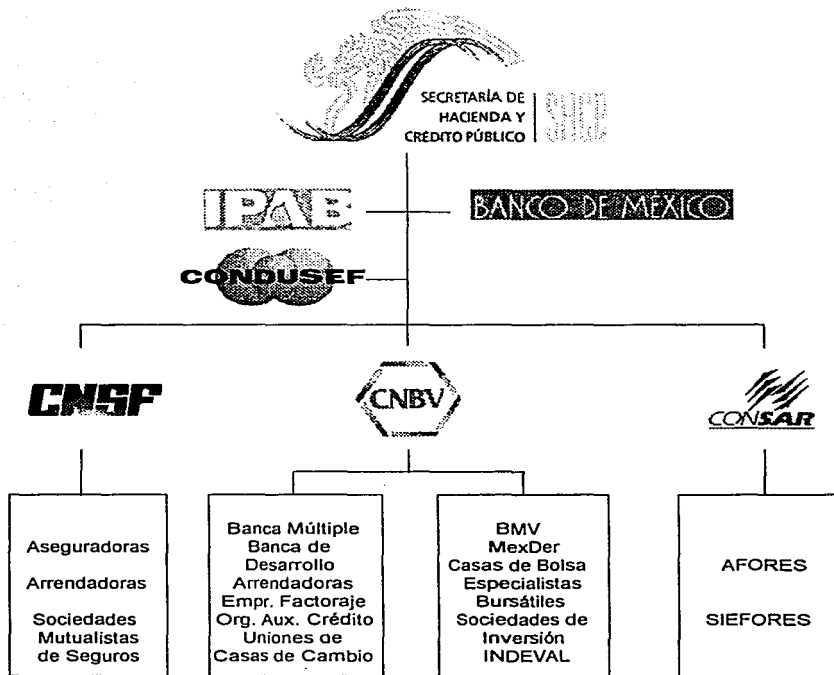 SECRETARÍA DE
HACIENDA Y
CRÉDITO PÚBLICO
SHCP
IPAB
BANCO DE MÉXICO
CONDUSEF
CNSF
CNBV
CONSAR
Aseguradoras
Arrendadoras
Sociedades
Mutualistas
de Seguros
Banca Múltiple
Banca de
Desarrollo
Arrendadoras
Empr. Factoraje
Org. Aux. Crédito
Uniones de
Casas de Cambio
BMV
MexDer
Casas de Bolsa
Especialistas
Bursátiles
Sociedades de
Inversión
INDEVAL
AFORES
SIEFORES